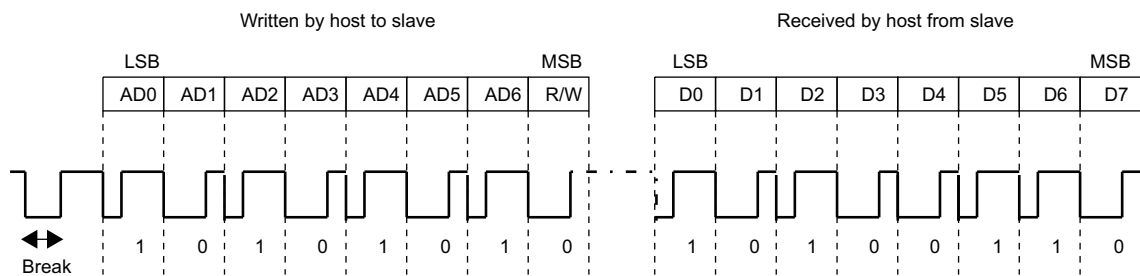 Written by host to slave Received by host from slave
LSB MSB LSB MSB
AD0 AD1 AD2 AD3 AD4 AD5 AD6 R/W D0 D1 D2 D3 D4 D5 D6 D7
1 0 1 0 1 0 1 0 1 0 1 0 0 1 1 0
Break